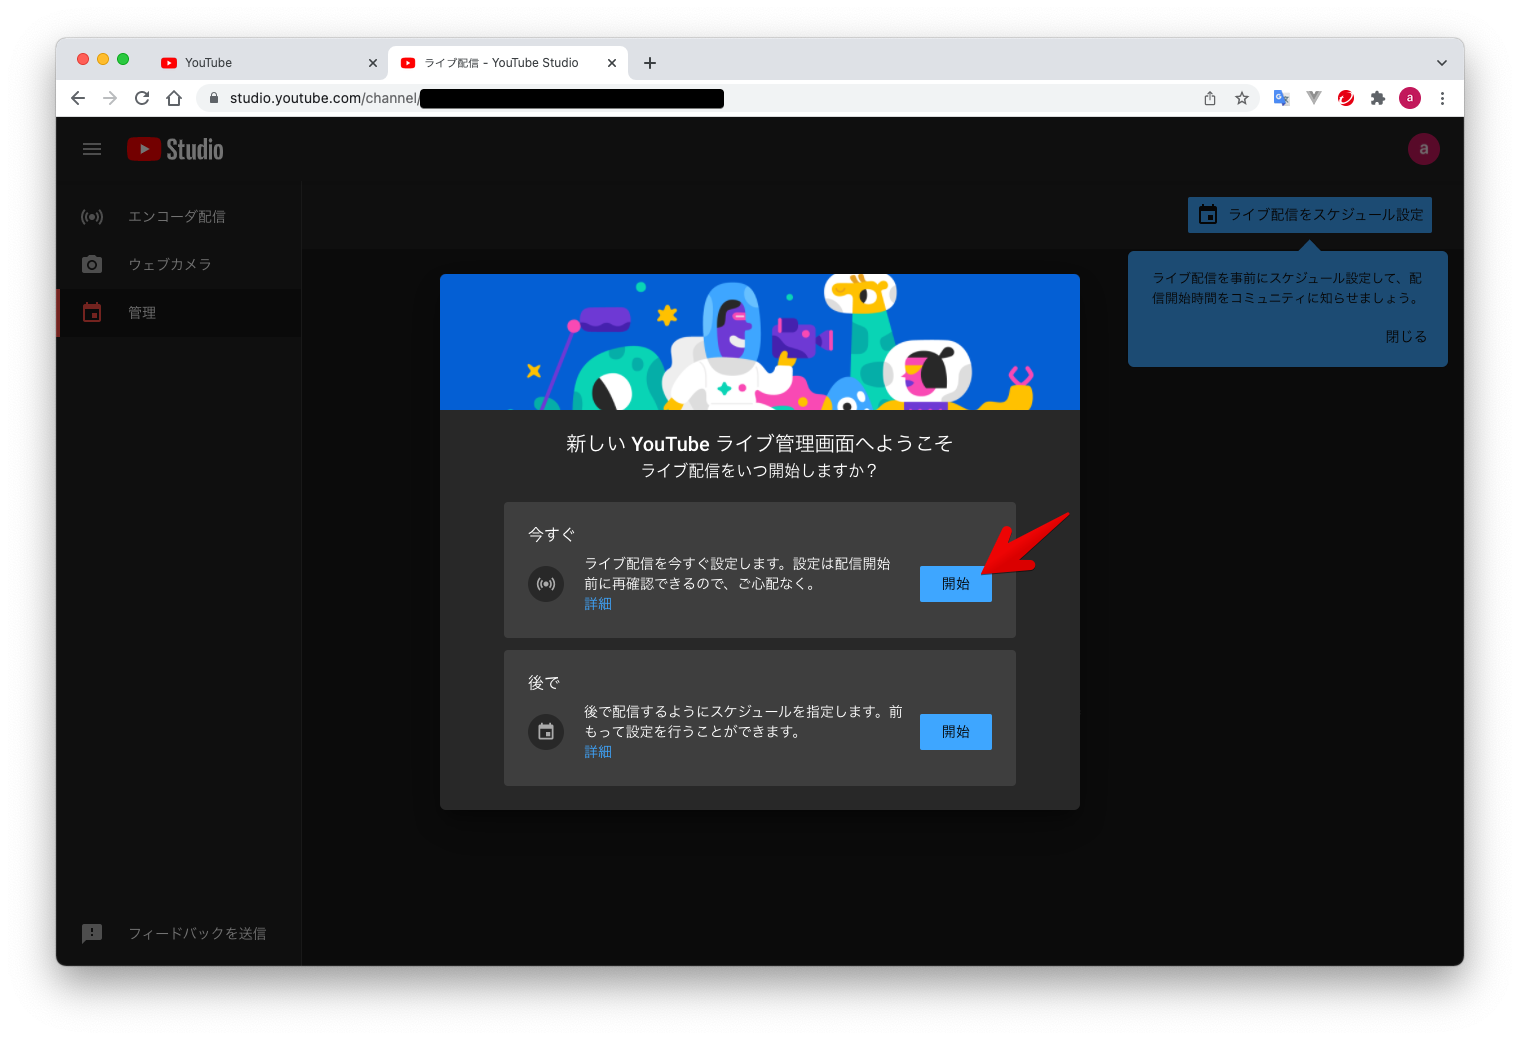 YouTube
ライブ配信 - YouTube Studio
studio.youtube.com/channel/
a
Studio
a
エンコーダ配信
ウェブカメラ
管理
ライブ配信をスケジュール設定
ライブ配信を事前にスケジュール設定して、配
信開始時間をコミュニティに知らせましょう。
閉じる
新しい YouTube ライブ管理画面へようこそ
ライブ配信をいつ開始しますか？
今すぐ
ライブ配信を今すぐ設定します。設定は配信開始
前に再確認できるので、ご心配なく。
詳細
開始
後で
後で配信するようにスケジュールを指定します。前
もって設定を行うことができます。
詳細
開始
フィードバックを送信